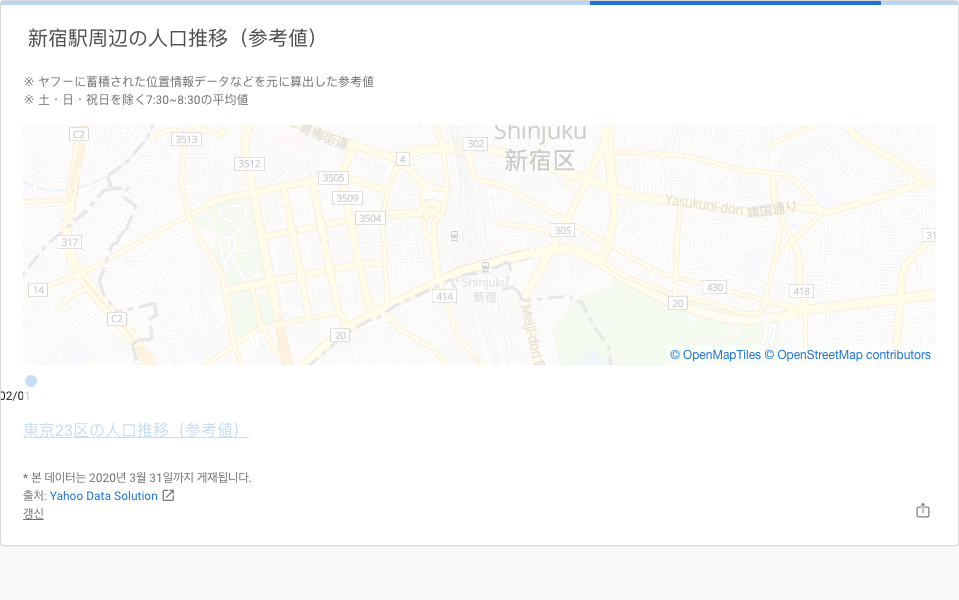 新宿駅周辺の人口推移（参考値）
※ ヤフーに蓄積された位置情報データなどを元に算出した参考値
※ 土・日・祝日を除く7:30~8:30の平均値
C2
3513
青梅街道
302
Shinjuku
新宿区
3512
4
3505
3509
3504
Yasukuni-dori 靖国通り
317
305
31
14
Shinjuku
新宿
414
430
418
20
C2
20
Meiji-dori
© OpenMapTiles © OpenStreetMap contributors
02/01
東京23区の人口推移（参考値）
* 본 데이터는 2020년 3월 31일까지 게재됩니다.
출처: Yahoo Data Solution
갱신